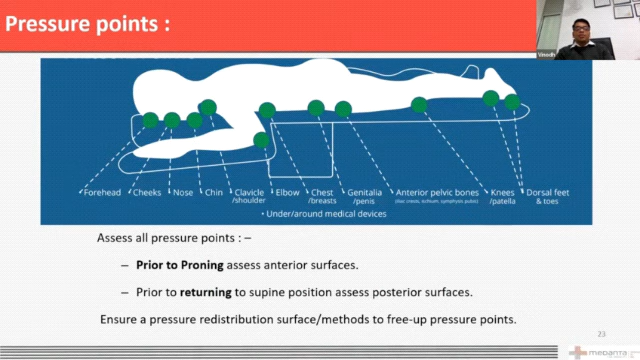 Pressure points :
Forehead Cheeks Nose Chin Clavicle /shoulder Elbow Chest /breasts Genitalia /penis Anterior pelvic bones (iliac crests, ischium, symphysis pubis) Knees /patella Dorsal feet & toes
• Under/around medical devices
Assess all pressure points : –
– Prior to Proning assess anterior surfaces.
– Prior to returning to supine position assess posterior surfaces.
Ensure a pressure redistribution surface/methods to free-up pressure points.
23
medanta